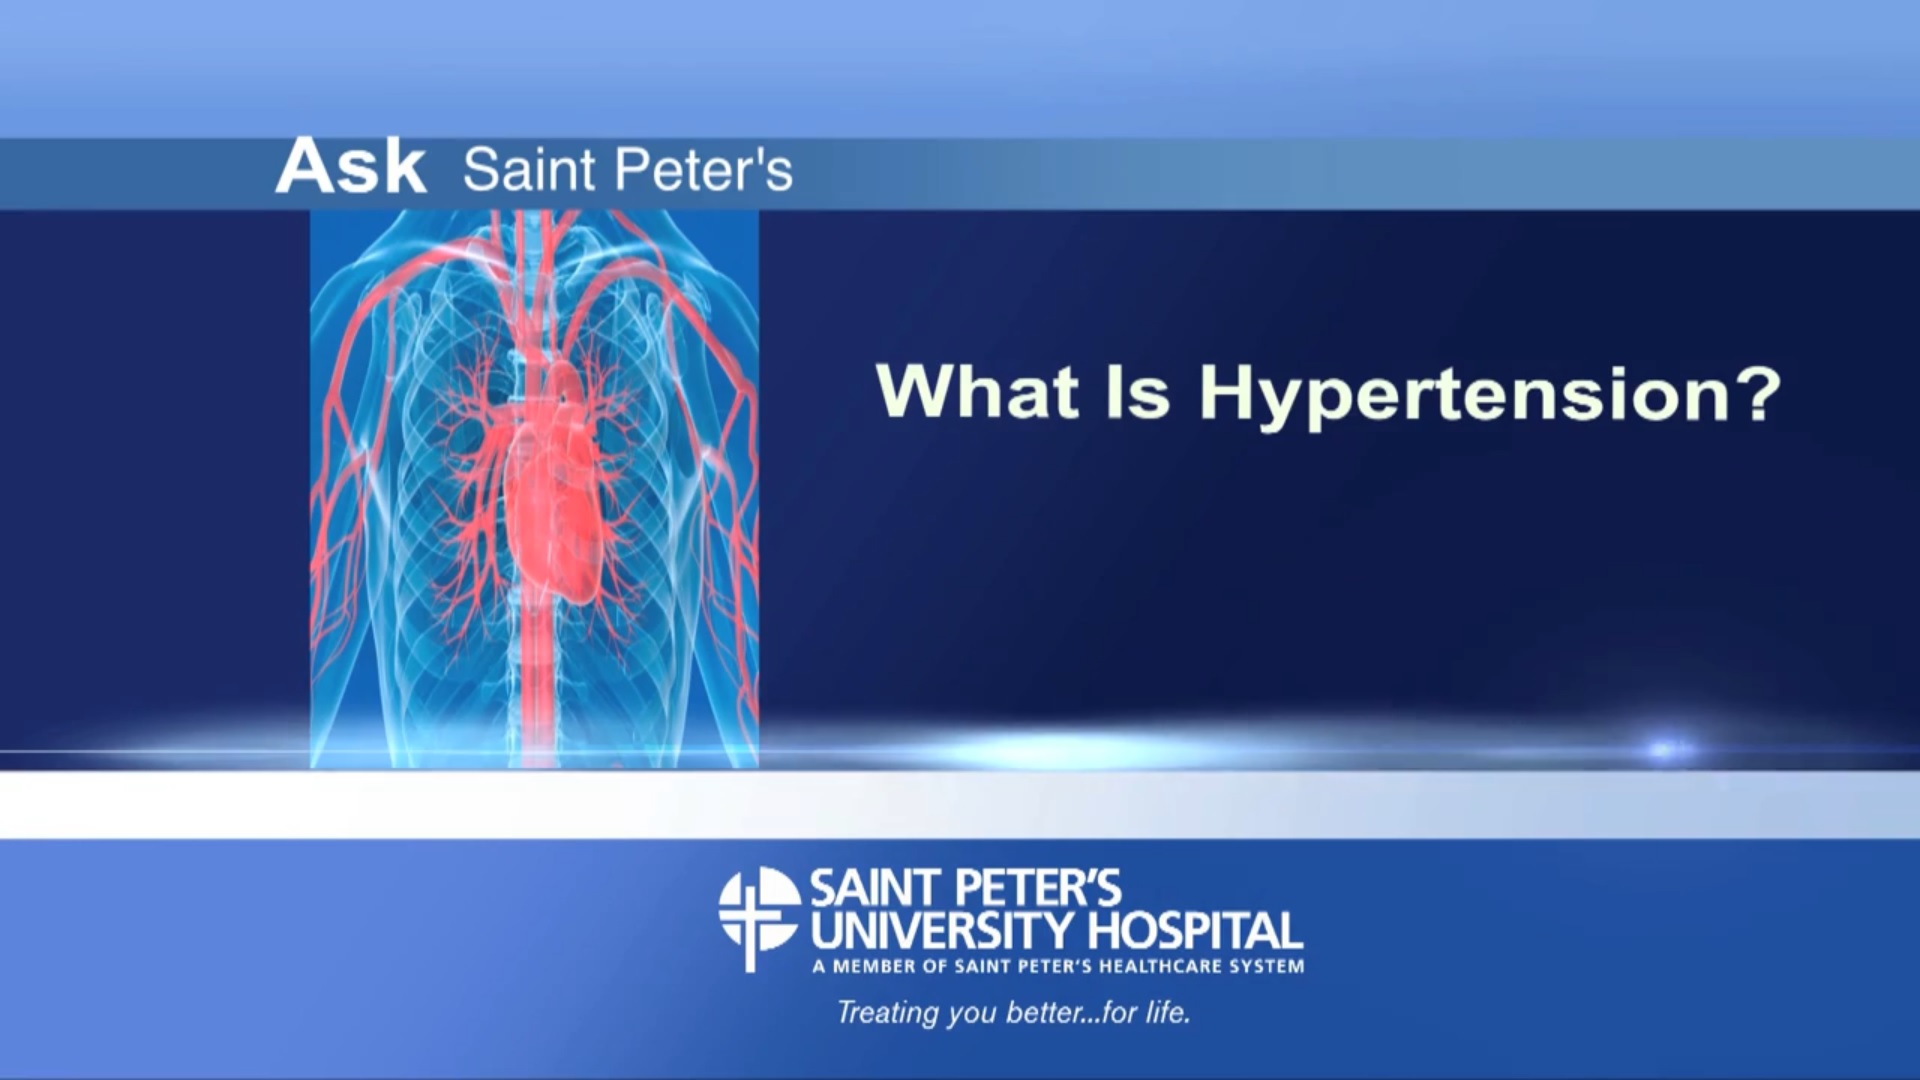 Ask Saint Peter's
What Is Hypertension?
SAINT PETER'S
UNIVERSITY HOSPITAL
A MEMBER OF SAINT PETER'S HEALTHCARE SYSTEM
Treating you better...for life.